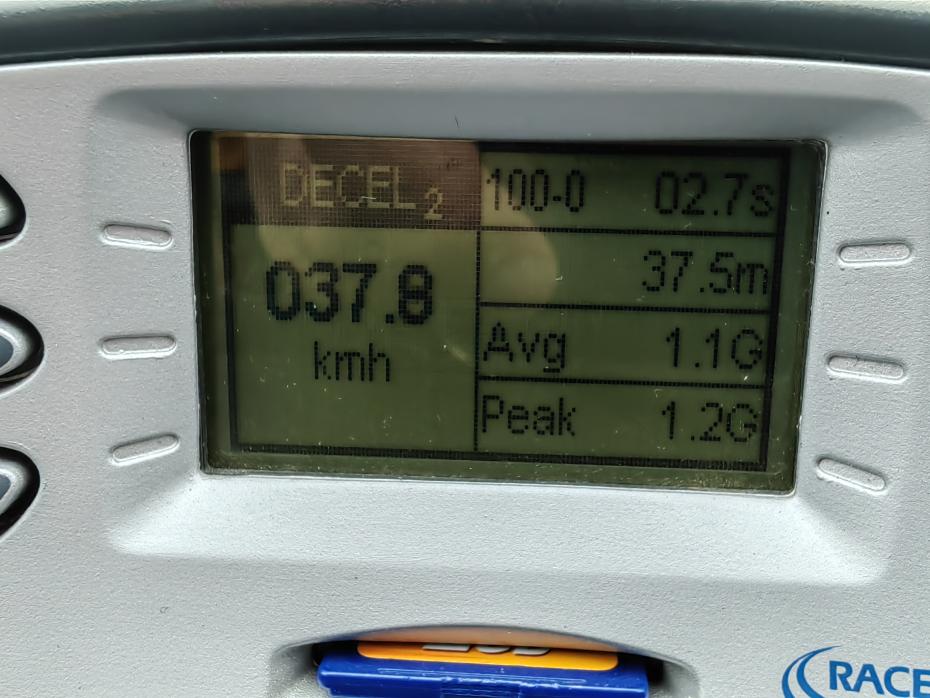 DECEL 2
037.8
kmh
100-0 02.7s
37.5m
Avg 1.1G
Peak 1.2G
RACE